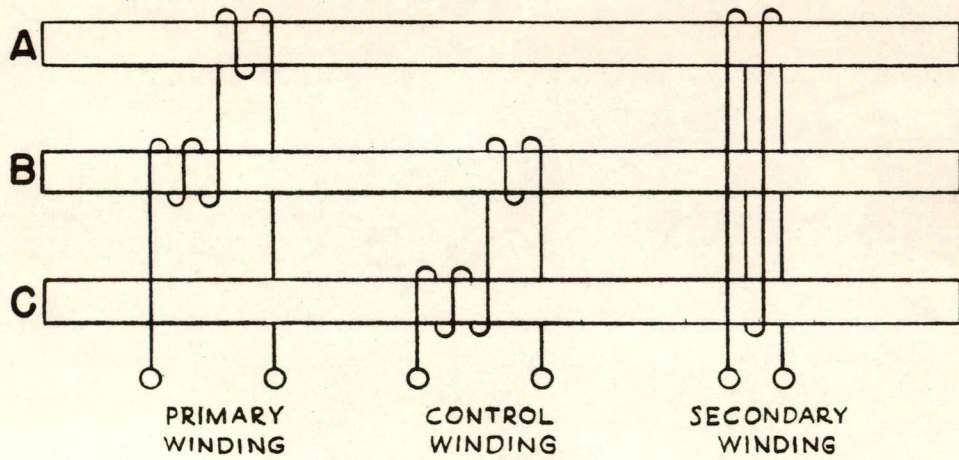 A
B
C
PRIMARY
WINDING
CONTROL
WINDING
SECONDARY
WINDING